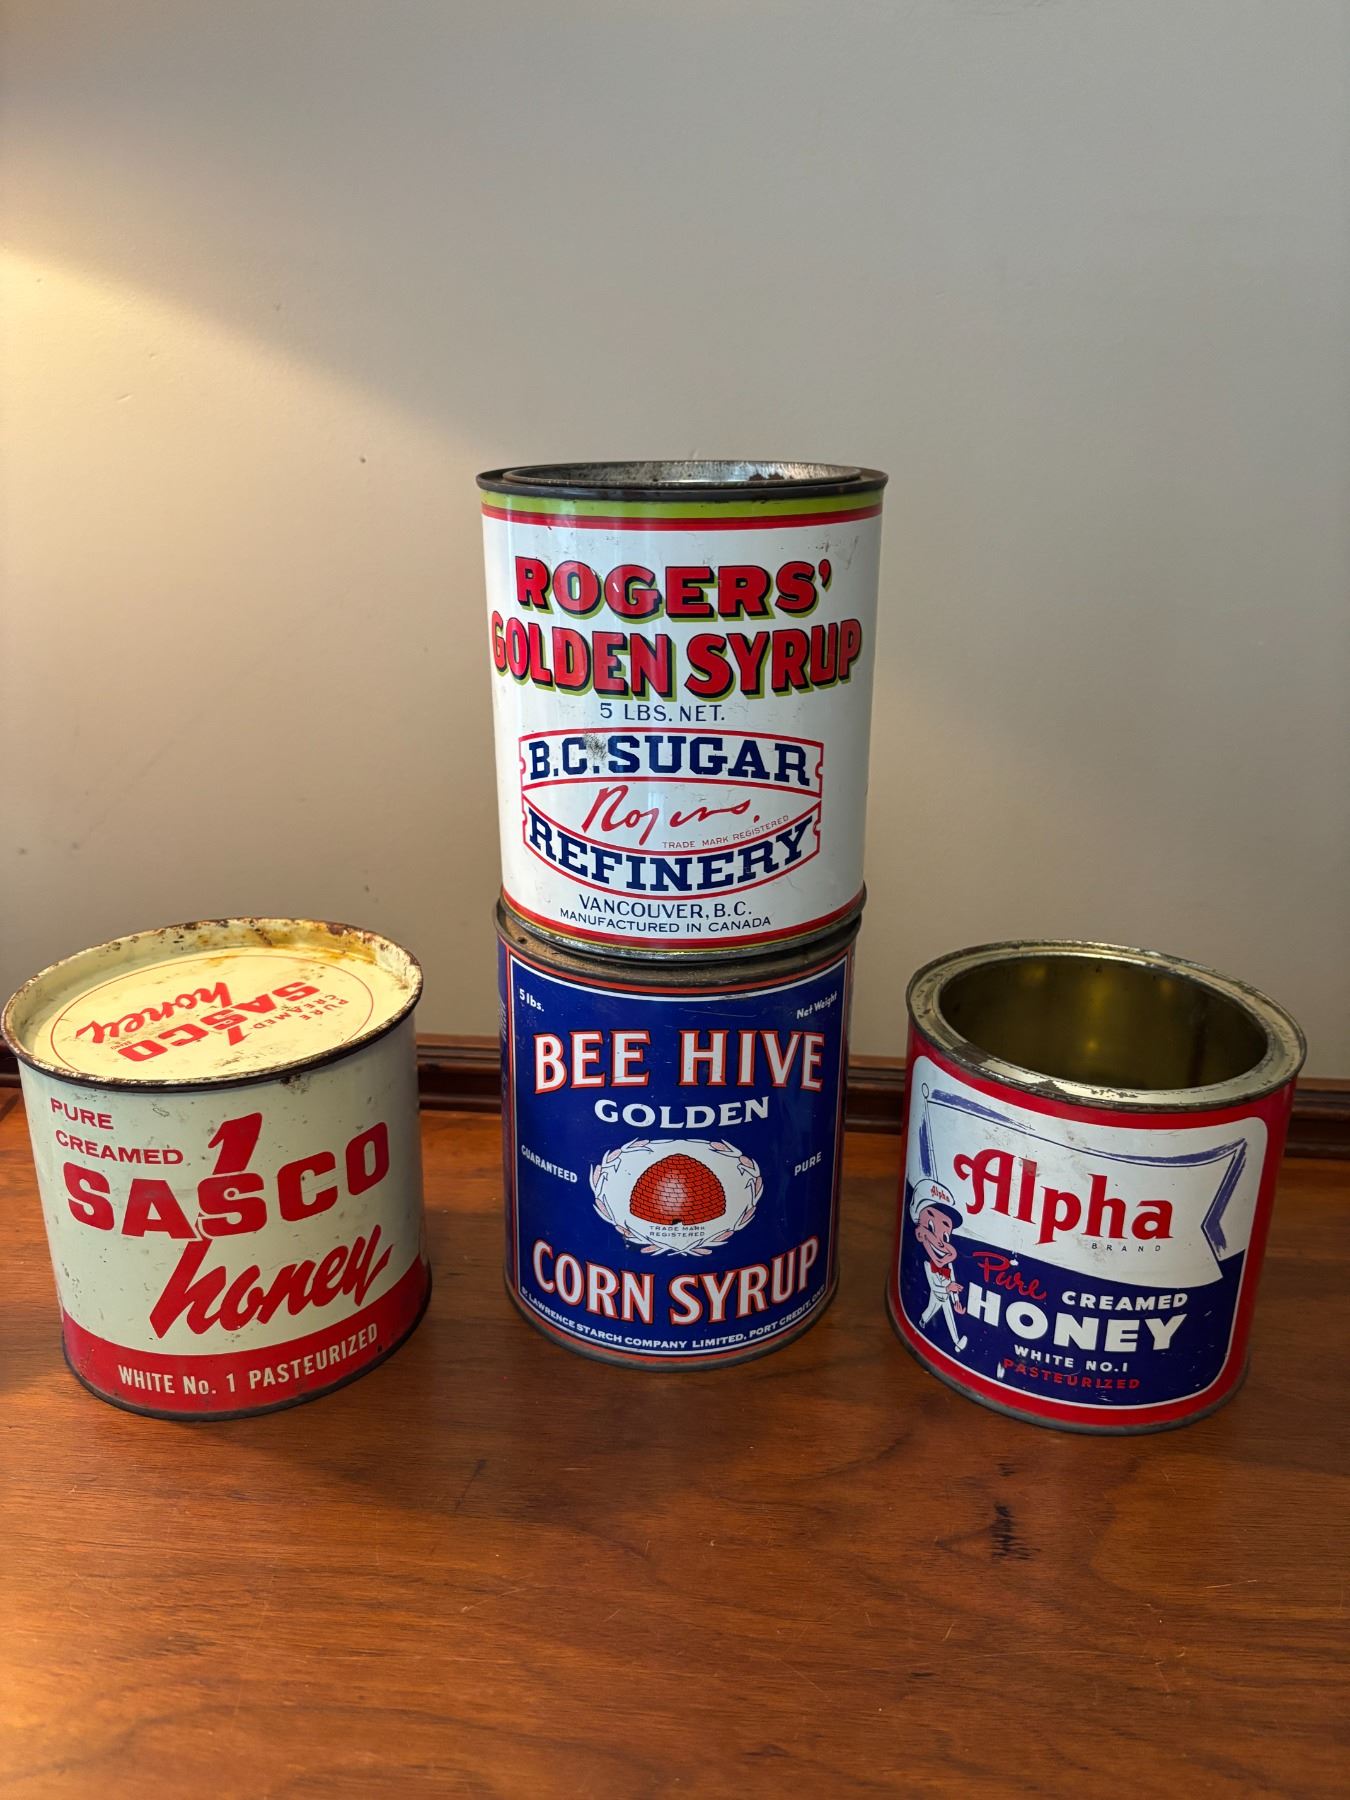 ROGERS'
GOLDEN SYRUP
5 LBS. NET.
B.C. SUGAR
Rogers.
TRADE MARK REGISTERED
REFINERY
VANCOUVER, B.C.
MANUFACTURED IN CANADA
PURE
CREAMED
1
SASCO
honey
PURE
CREAMED
1
SASCO
honey
WHITE No. 1 PASTEURIZED
5 lbs.
Net Weight
BEE HIVE
GOLDEN
GUARANTEED
PURE
TRADE MARK
REGISTERED
CORN SYRUP
ST. LAWRENCE STARCH COMPANY LIMITED, PORT CREDIT, ONT.
Alpha
BRAND
Alpha
Pure
CREAMED
HONEY
WHITE NO.1
PASTEURIZED